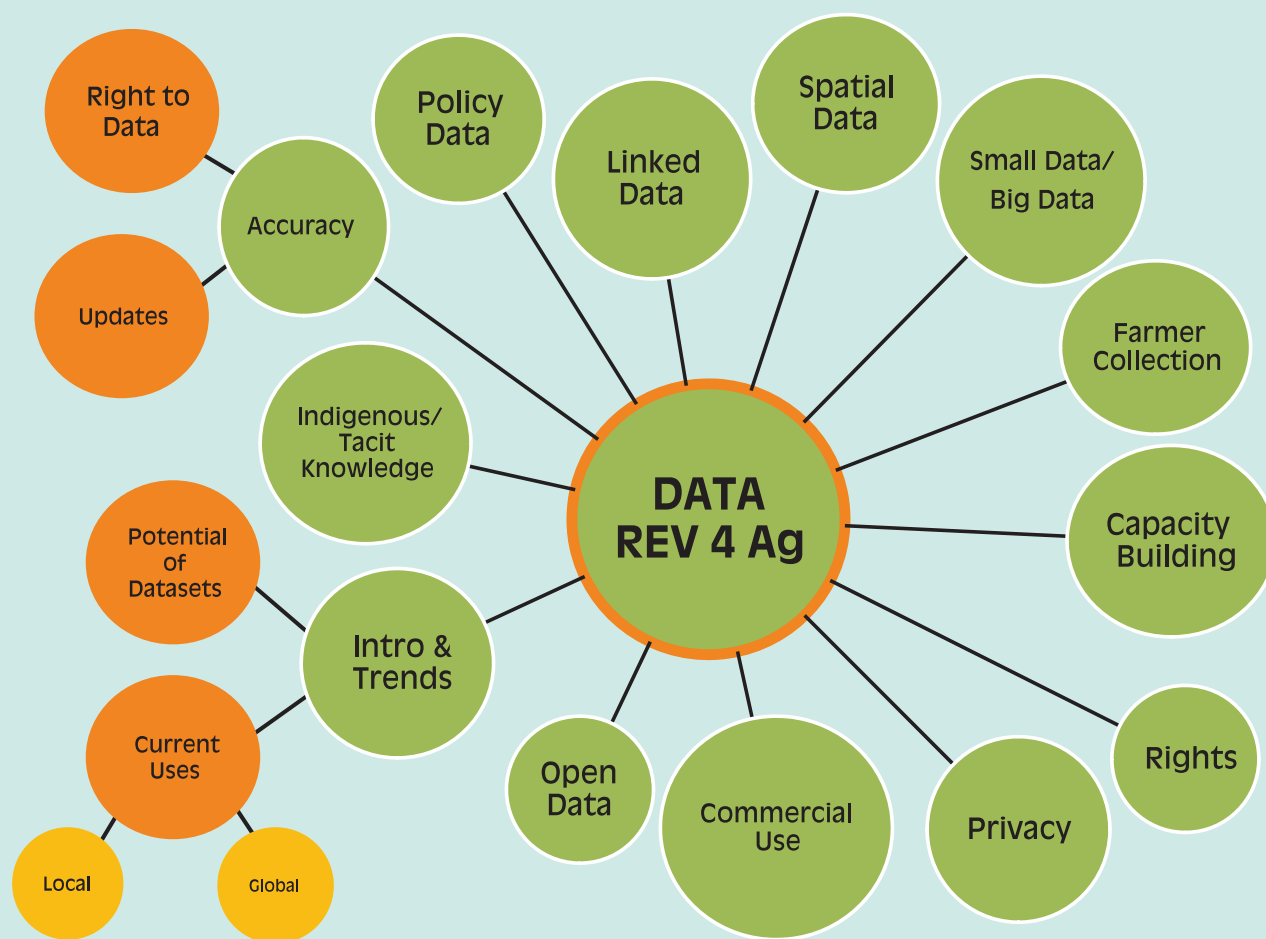 Right to
Data
Policy
Data
Linked
Data
Spatial
Data
Small Data/
Big Data
Accuracy
Updates
Farmer
Collection
Indigenous/
Tacit
Knowledge
DATA
REV 4 Ag
Capacity
Building
Potential
of
Datasets
Intro &
Trends
Current
Uses
Open
Data
Commercial
Use
Privacy
Rights
Local
Global